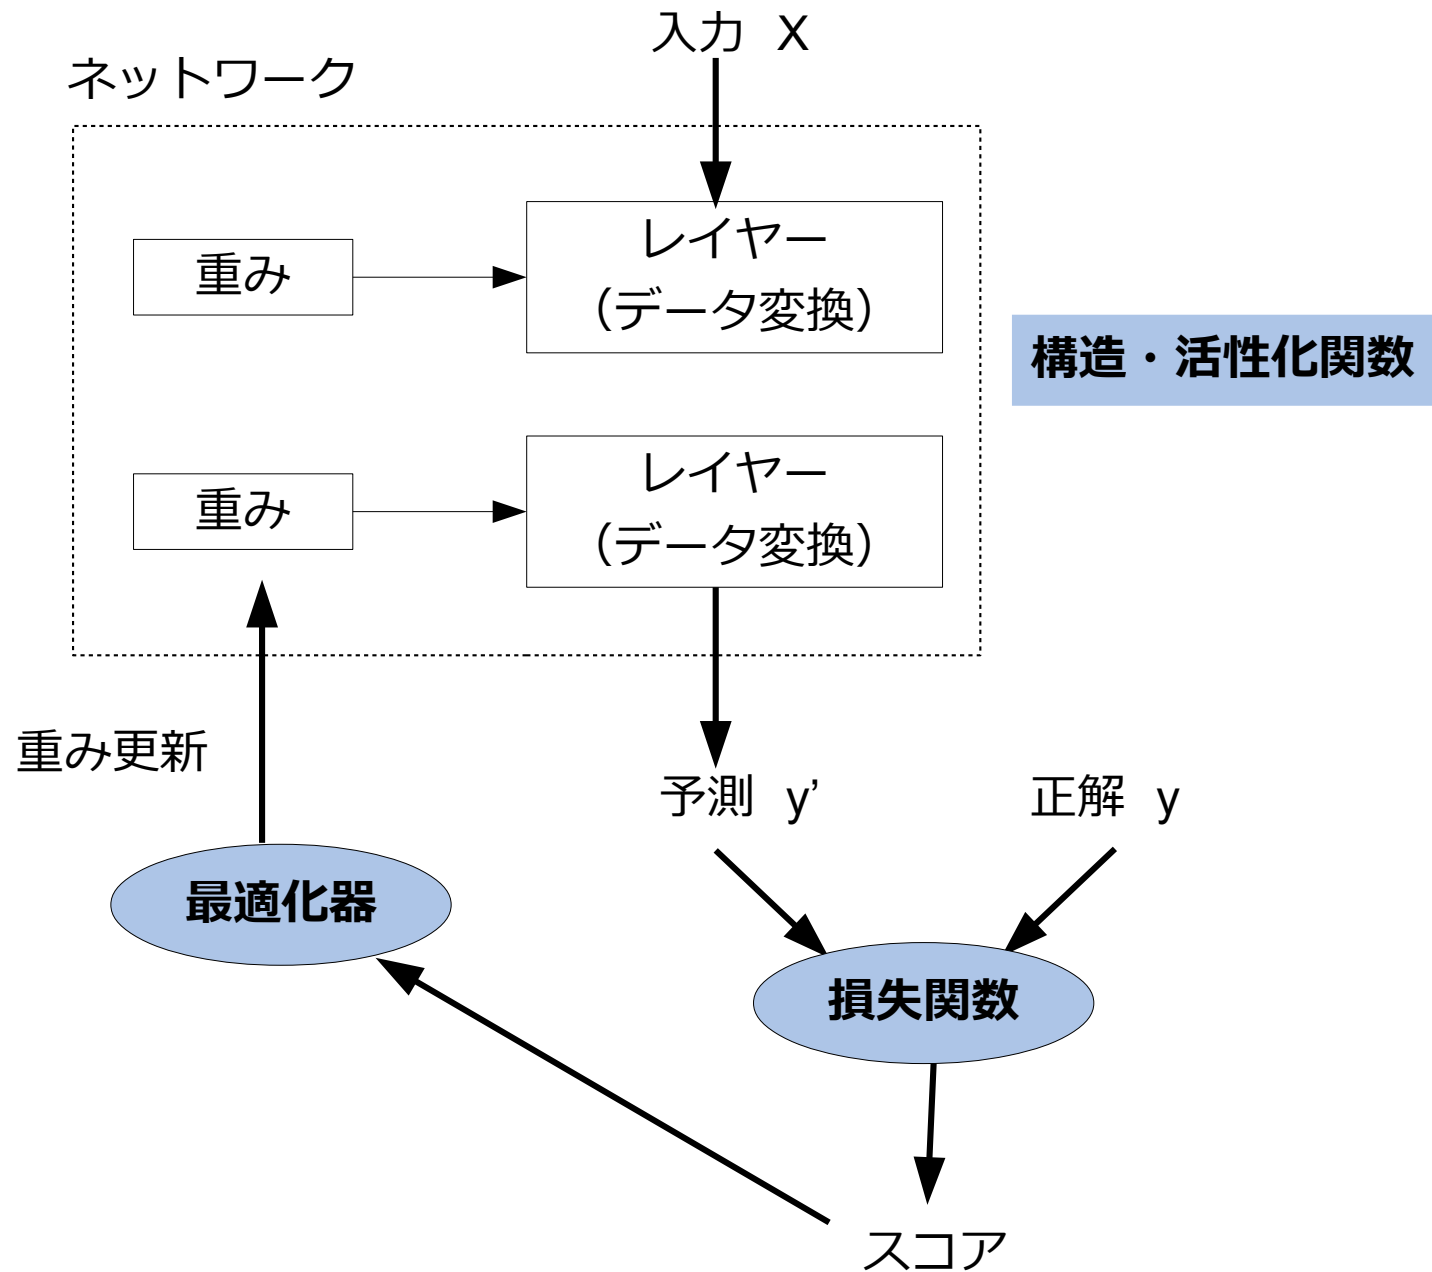 入力 X
ネットワーク
重み
レイヤー
（データ変換）
構造・活性化関数
重み
レイヤー
（データ変換）
重み更新
予測 y’
正解 y
最適化器
損失関数
スコア